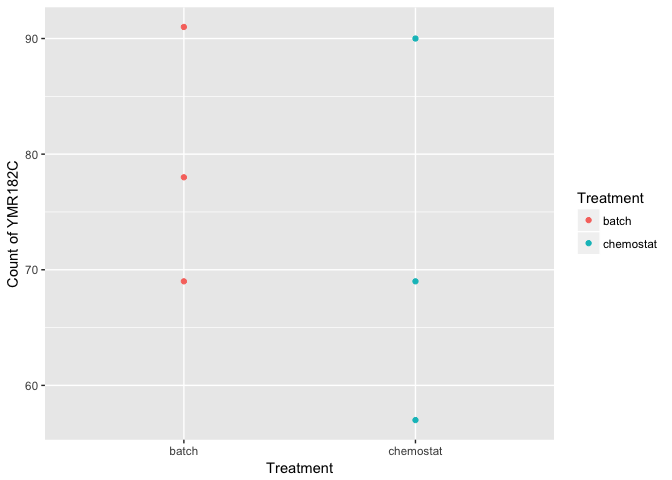 90
80
70
60
Count of YMR182C
batch
chemostat
Treatment
Treatment
batch
chemostat